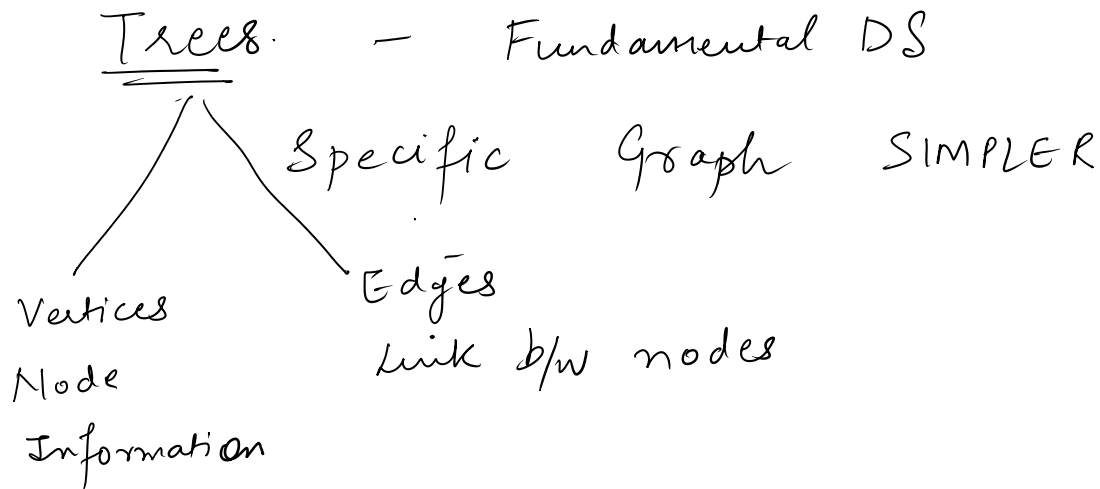 Trees. - Fundamental DS
Specific Graph SIMPLER
Vertices
Edges
Link b/w nodes
Node
Information